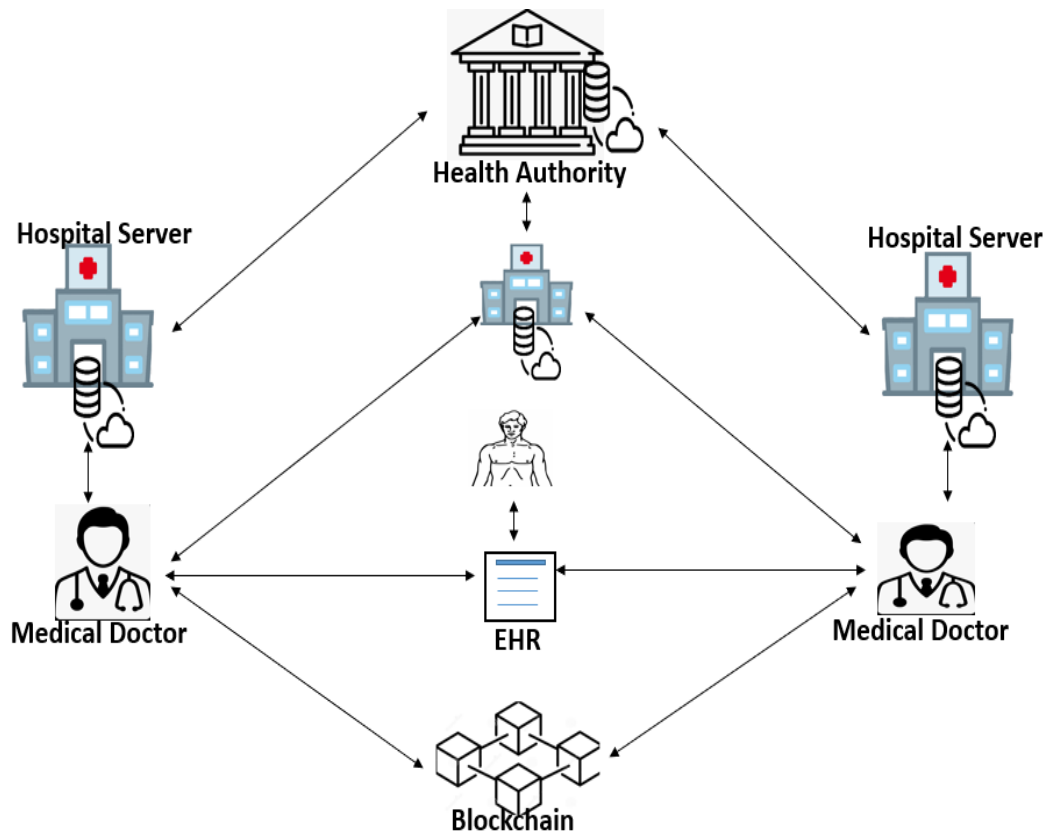 Health Authority
Hospital Server
Hospital Server
Medical Doctor
EHR
Medical Doctor
Blockchain